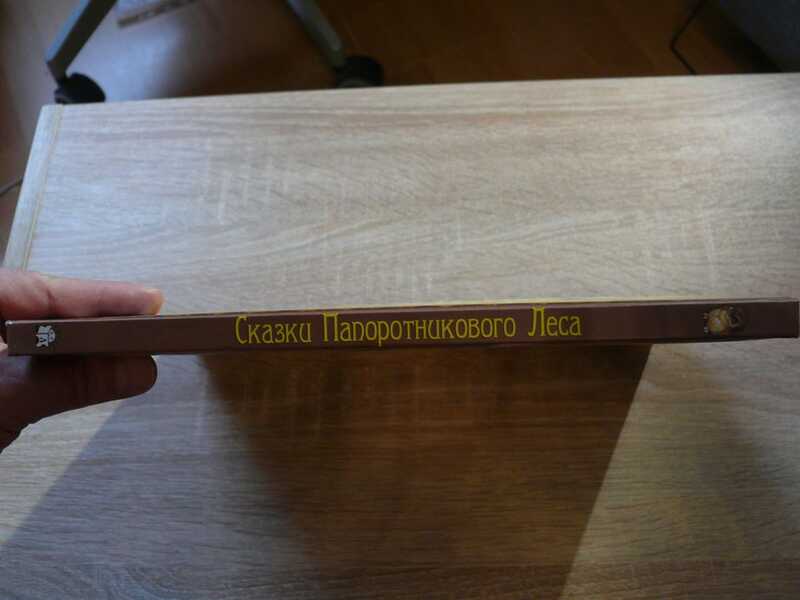 Сказки Папоротникового Леса